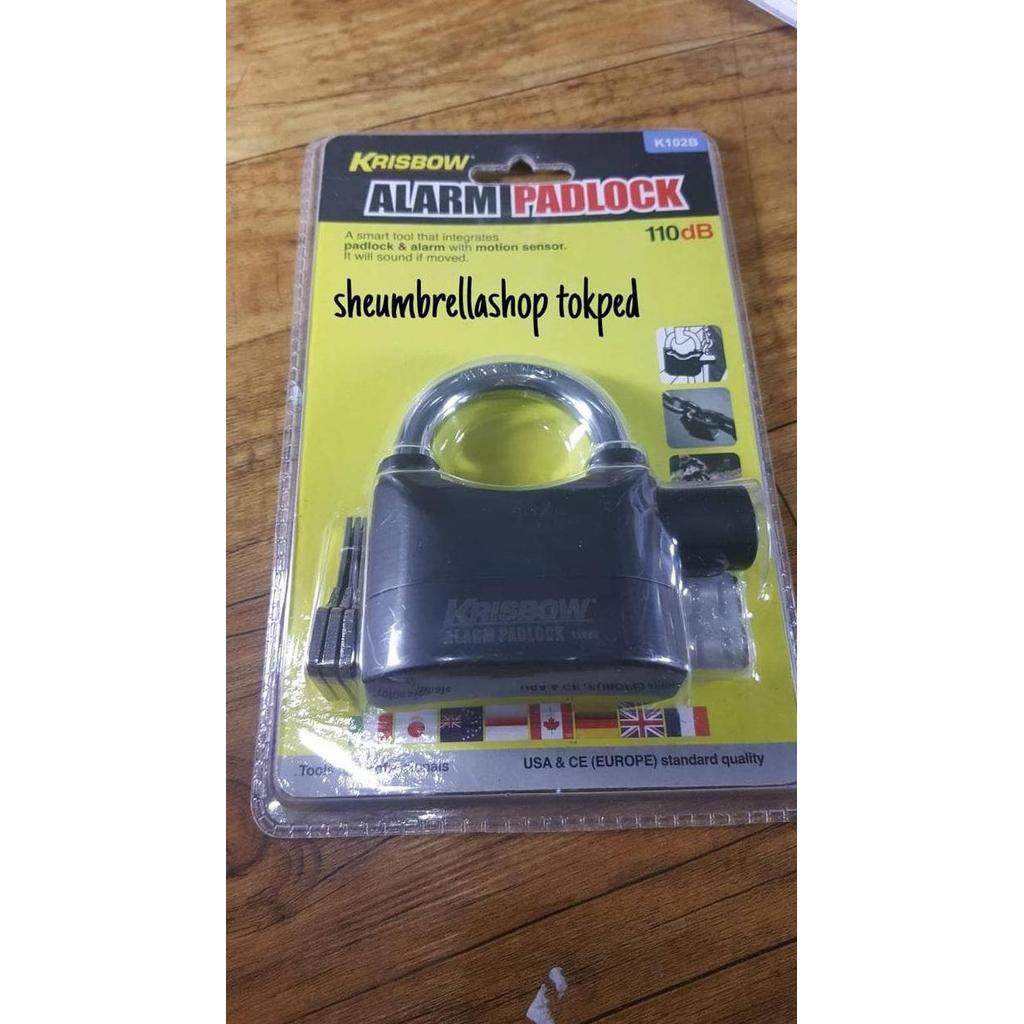 K102B
KRISBOW
ALARM PADLOCK
110dB
A smart tool that integrates
padlock & alarm with motion sensor.
It will sound if moved.
sheumbrellashop tokped
KRISBOW
ALARM PADLOCK
USA & CE (EUROPE) standard quality